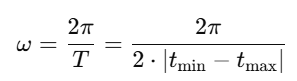 ω = 2π / T = 2π / (2 · |t_min − t_max|)